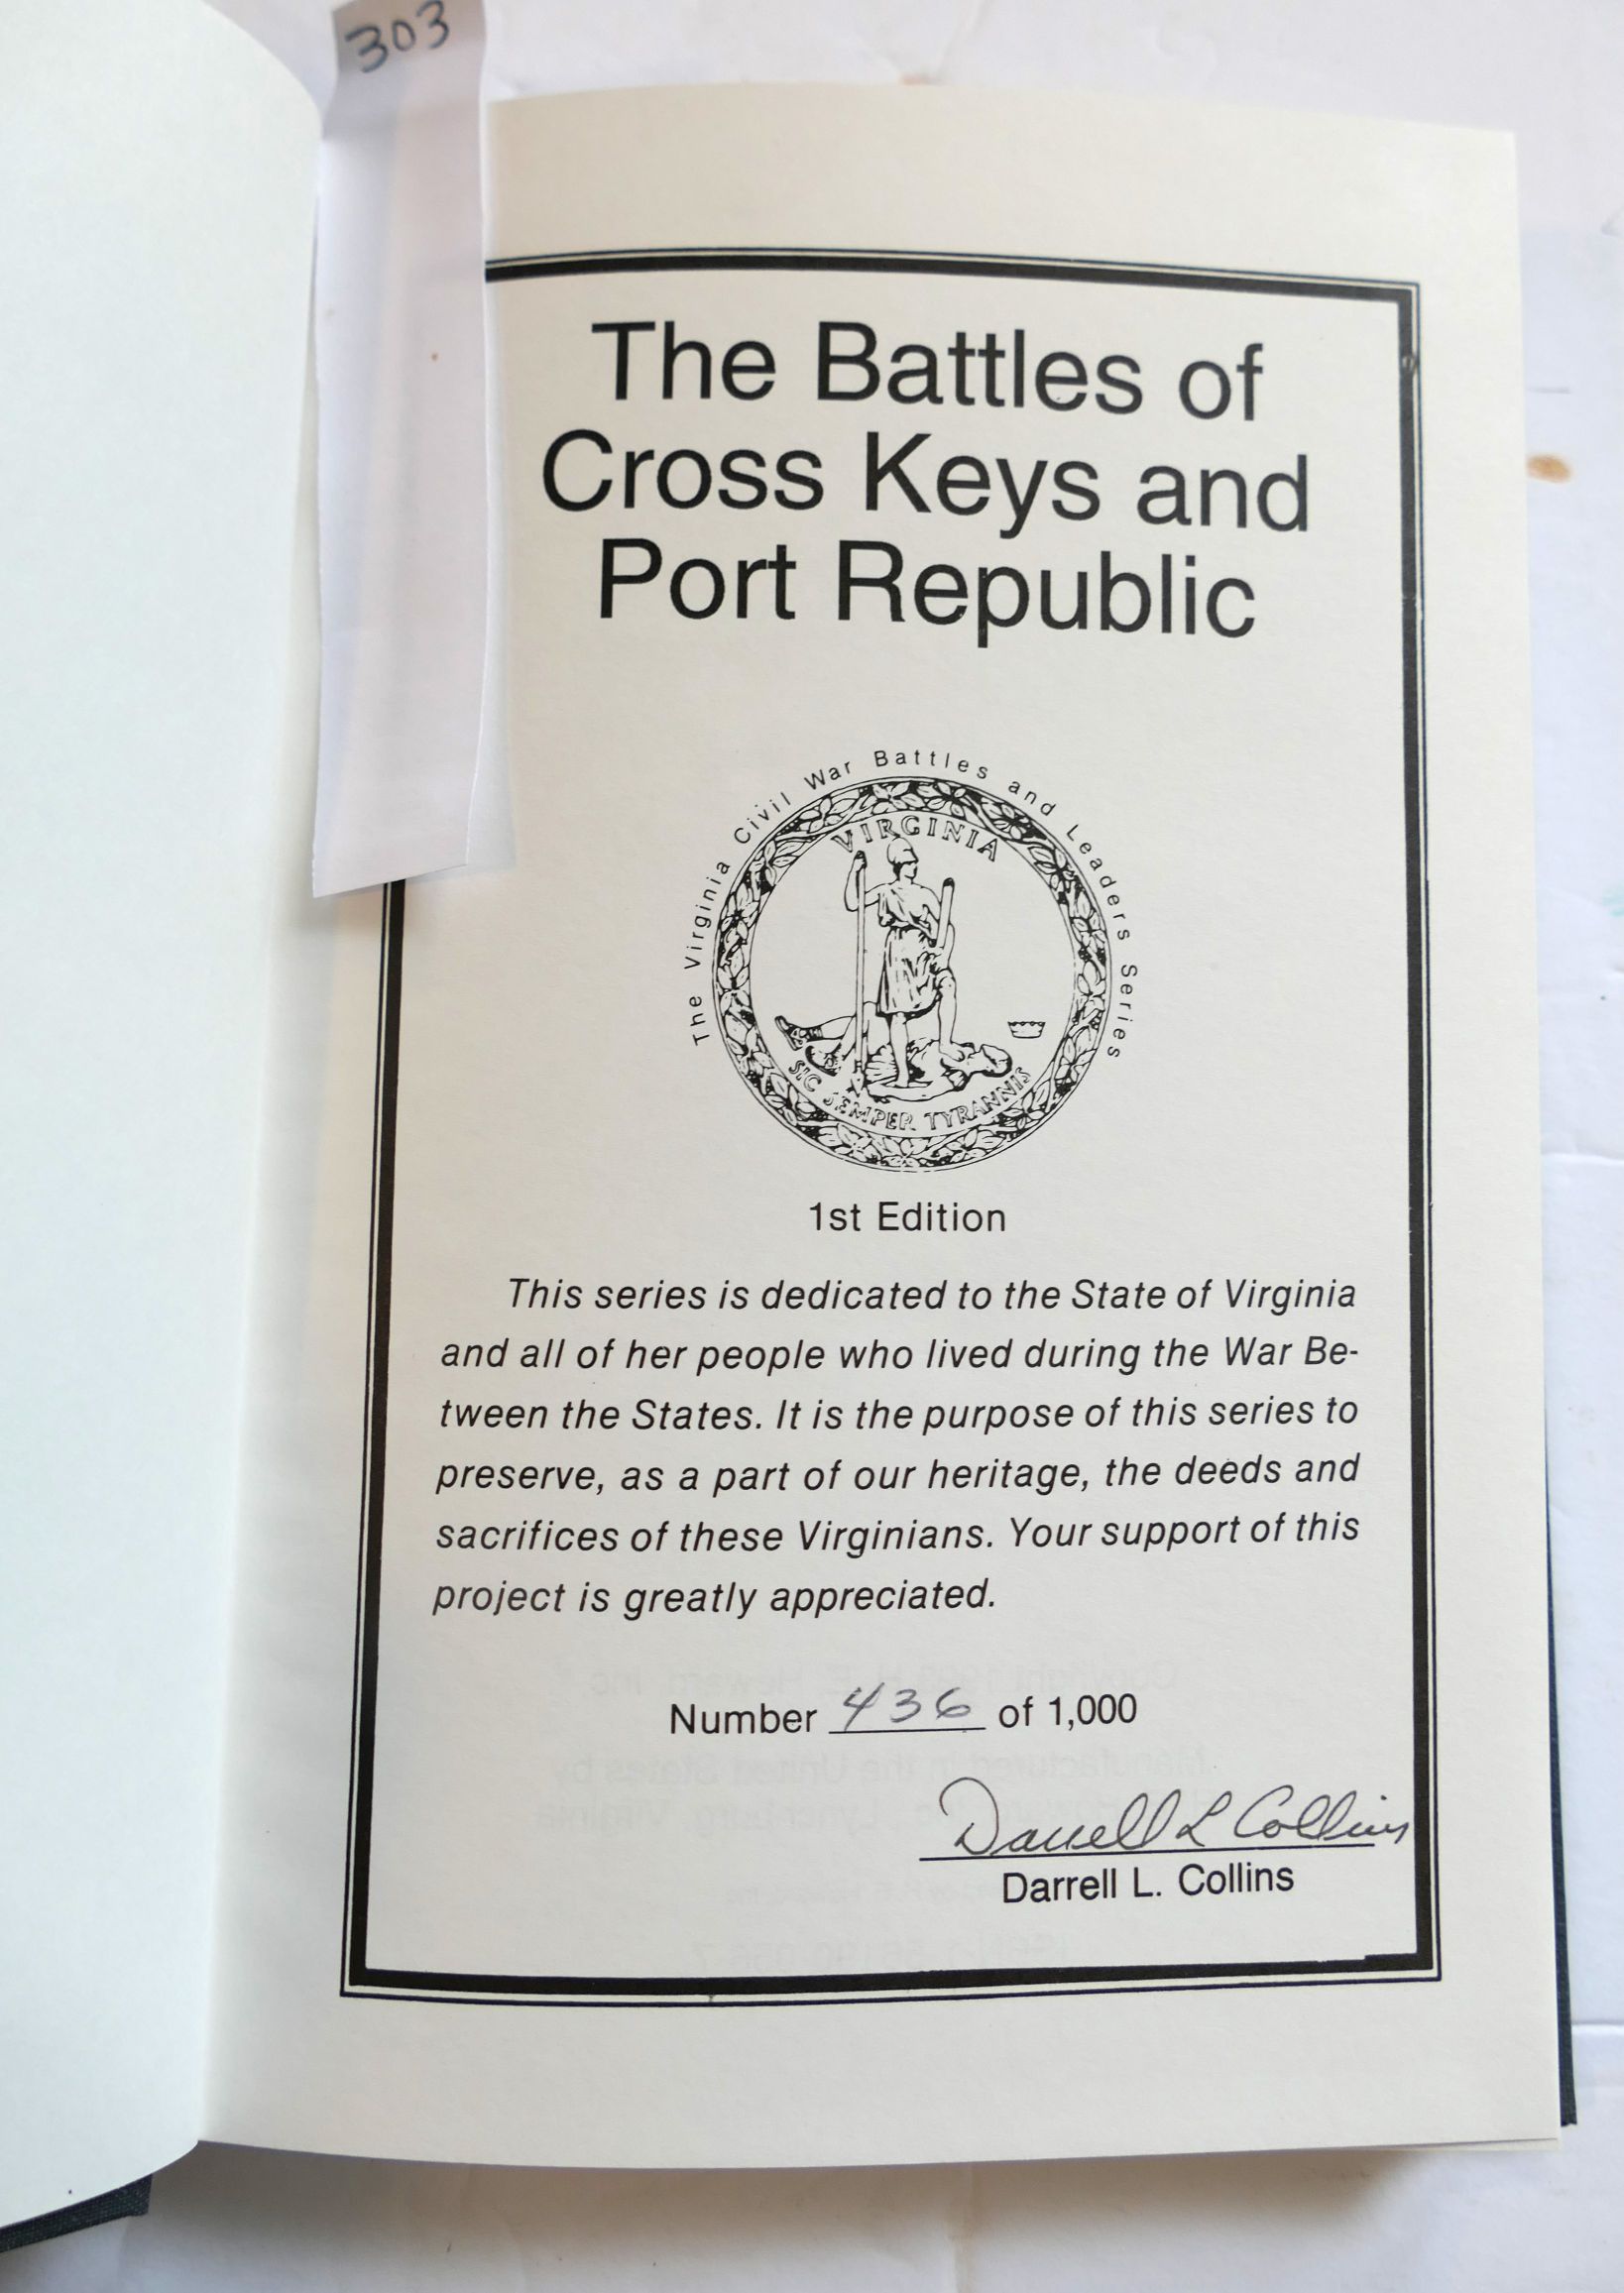 303
The Battles of
Cross Keys and
Port Republic
The Virginia Civil War Battles and Leaders Series
VIRGINIA
SIC SEMPER TYRANNIS
1st Edition
This series is dedicated to the State of Virginia
and all of her people who lived during the War Be-
tween the States. It is the purpose of this series to
preserve, as a part of our heritage, the deeds and
sacrifices of these Virginians. Your support of this
project is greatly appreciated.
Number 436 of 1,000
Darrell L Collins
Darrell L. Collins